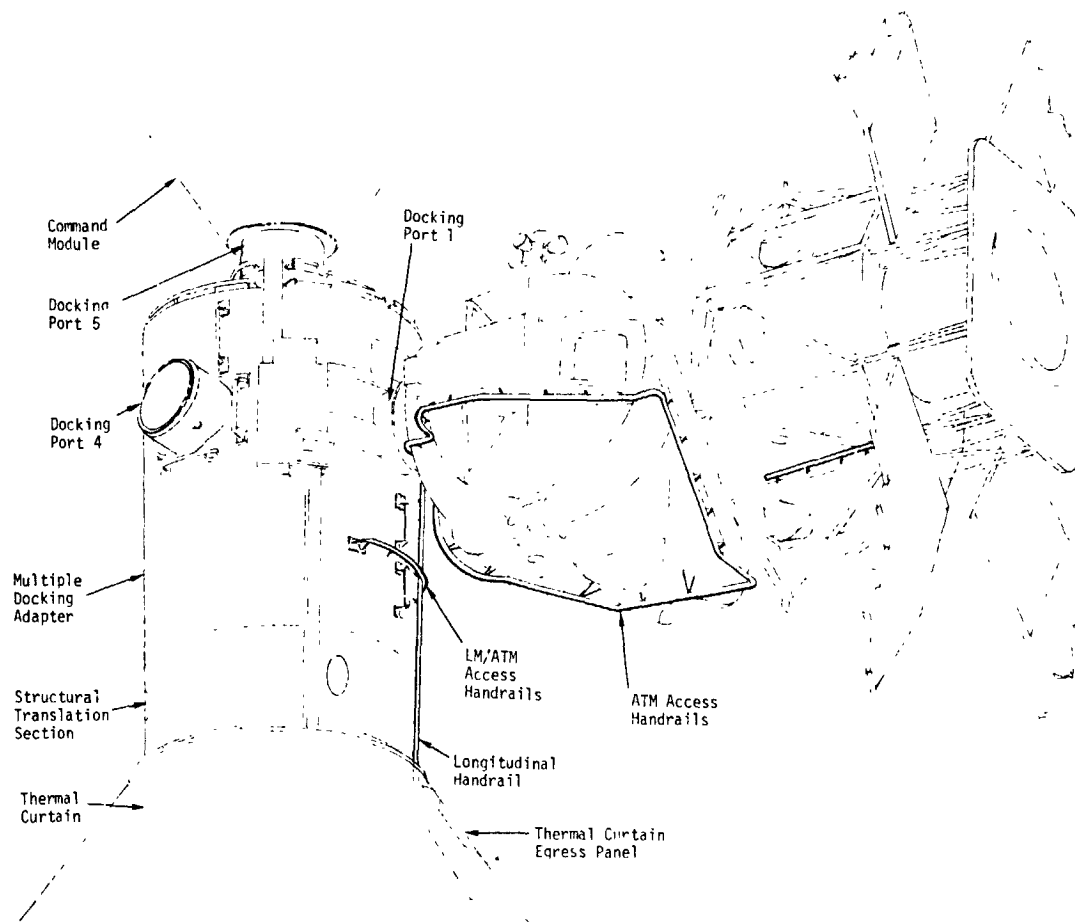 Command
Module
Docking
Port 1
Docking
Port 5
Docking
Port 4
Multiple
Docking
Adapter
LM/ATM
Access
Handrails
ATM Access
Handrails
Structural
Translation
Section
Longitudinal
Handrail
Thermal
Curtain
Thermal Curtain
Egress Panel